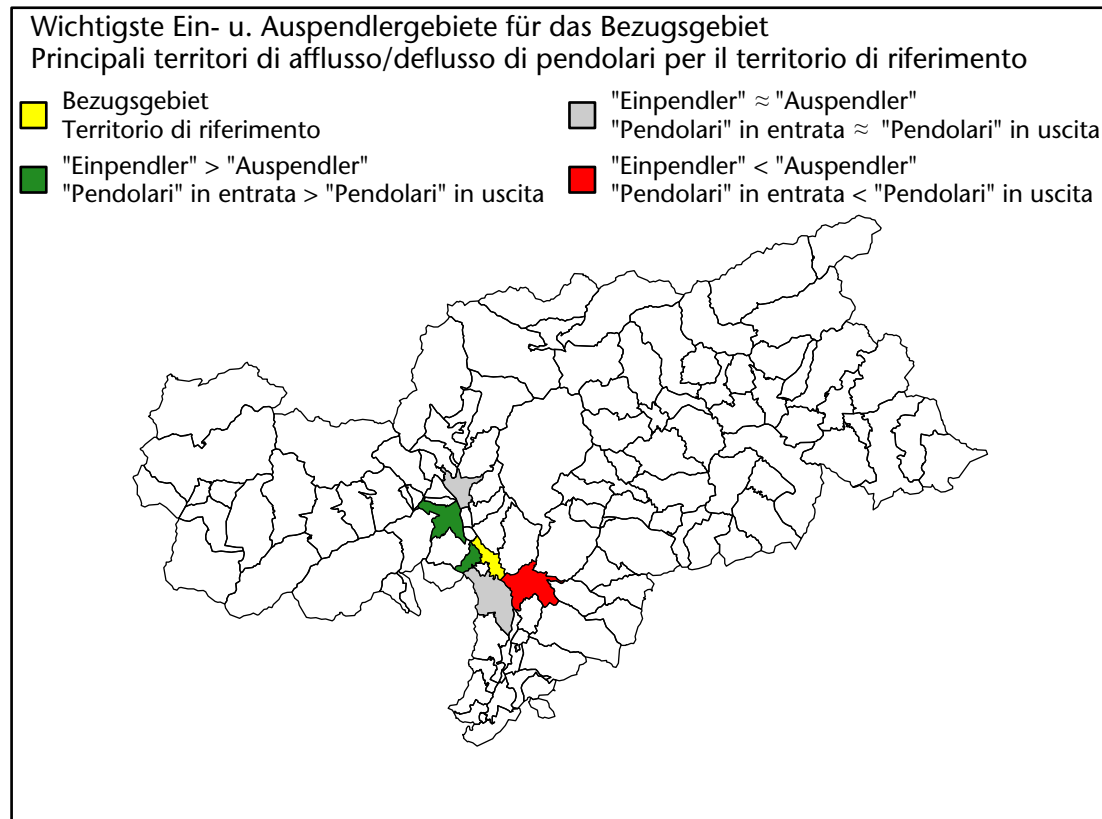 Wichtigste Ein- u. Auspendlergebiete für das Bezugsgebiet
Principali territori di afflusso/deflusso di pendolari per il territorio di riferimento
Bezugsgebiet
Territorio di riferimento
"Einpendler" > "Auspendler"
"Pendolari" in entrata > "Pendolari" in uscita
"Einpendler" ≈ "Auspendler"
"Pendolari" in entrata ≈ "Pendolari" in uscita
"Einpendler" < "Auspendler"
"Pendolari" in entrata < "Pendolari" in uscita